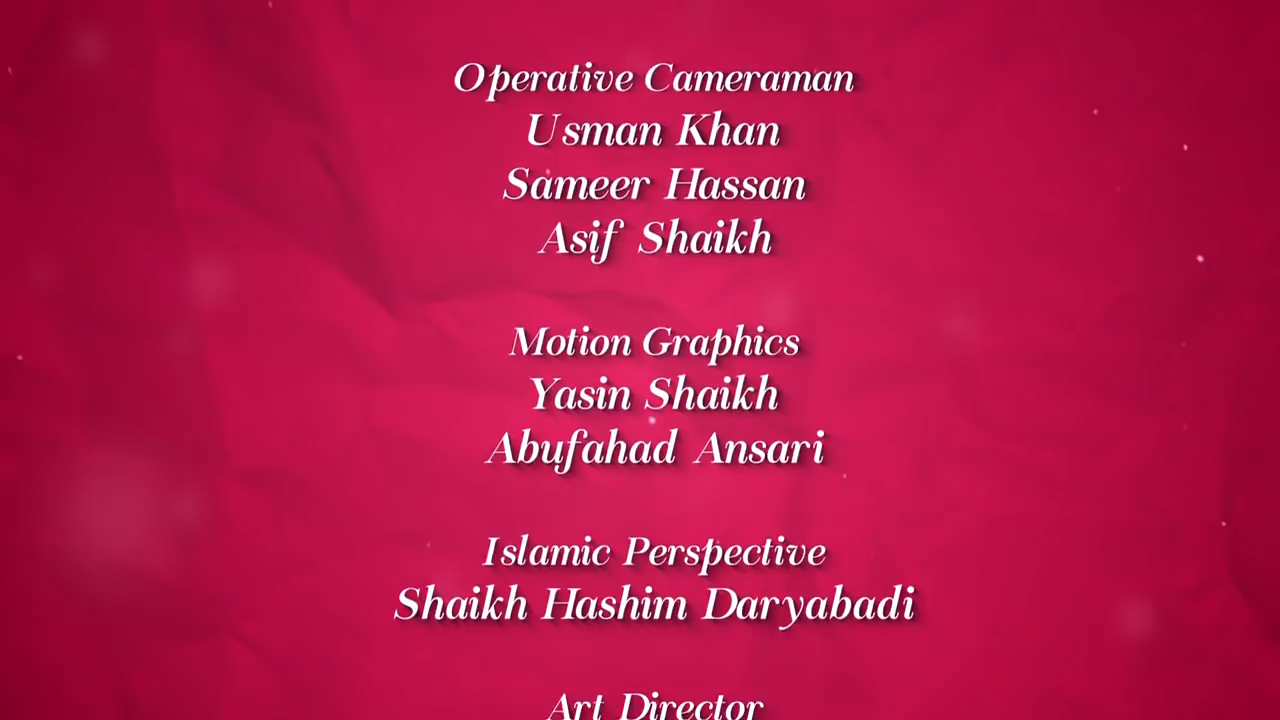 Operative Cameraman
Usman Khan
Sameer Hassan
Asif Shaikh
Motion Graphics
Yasin Shaikh
Abufahad Ansari
Islamic Perspective
Shaikh Hashim Daryabadi
Art Director